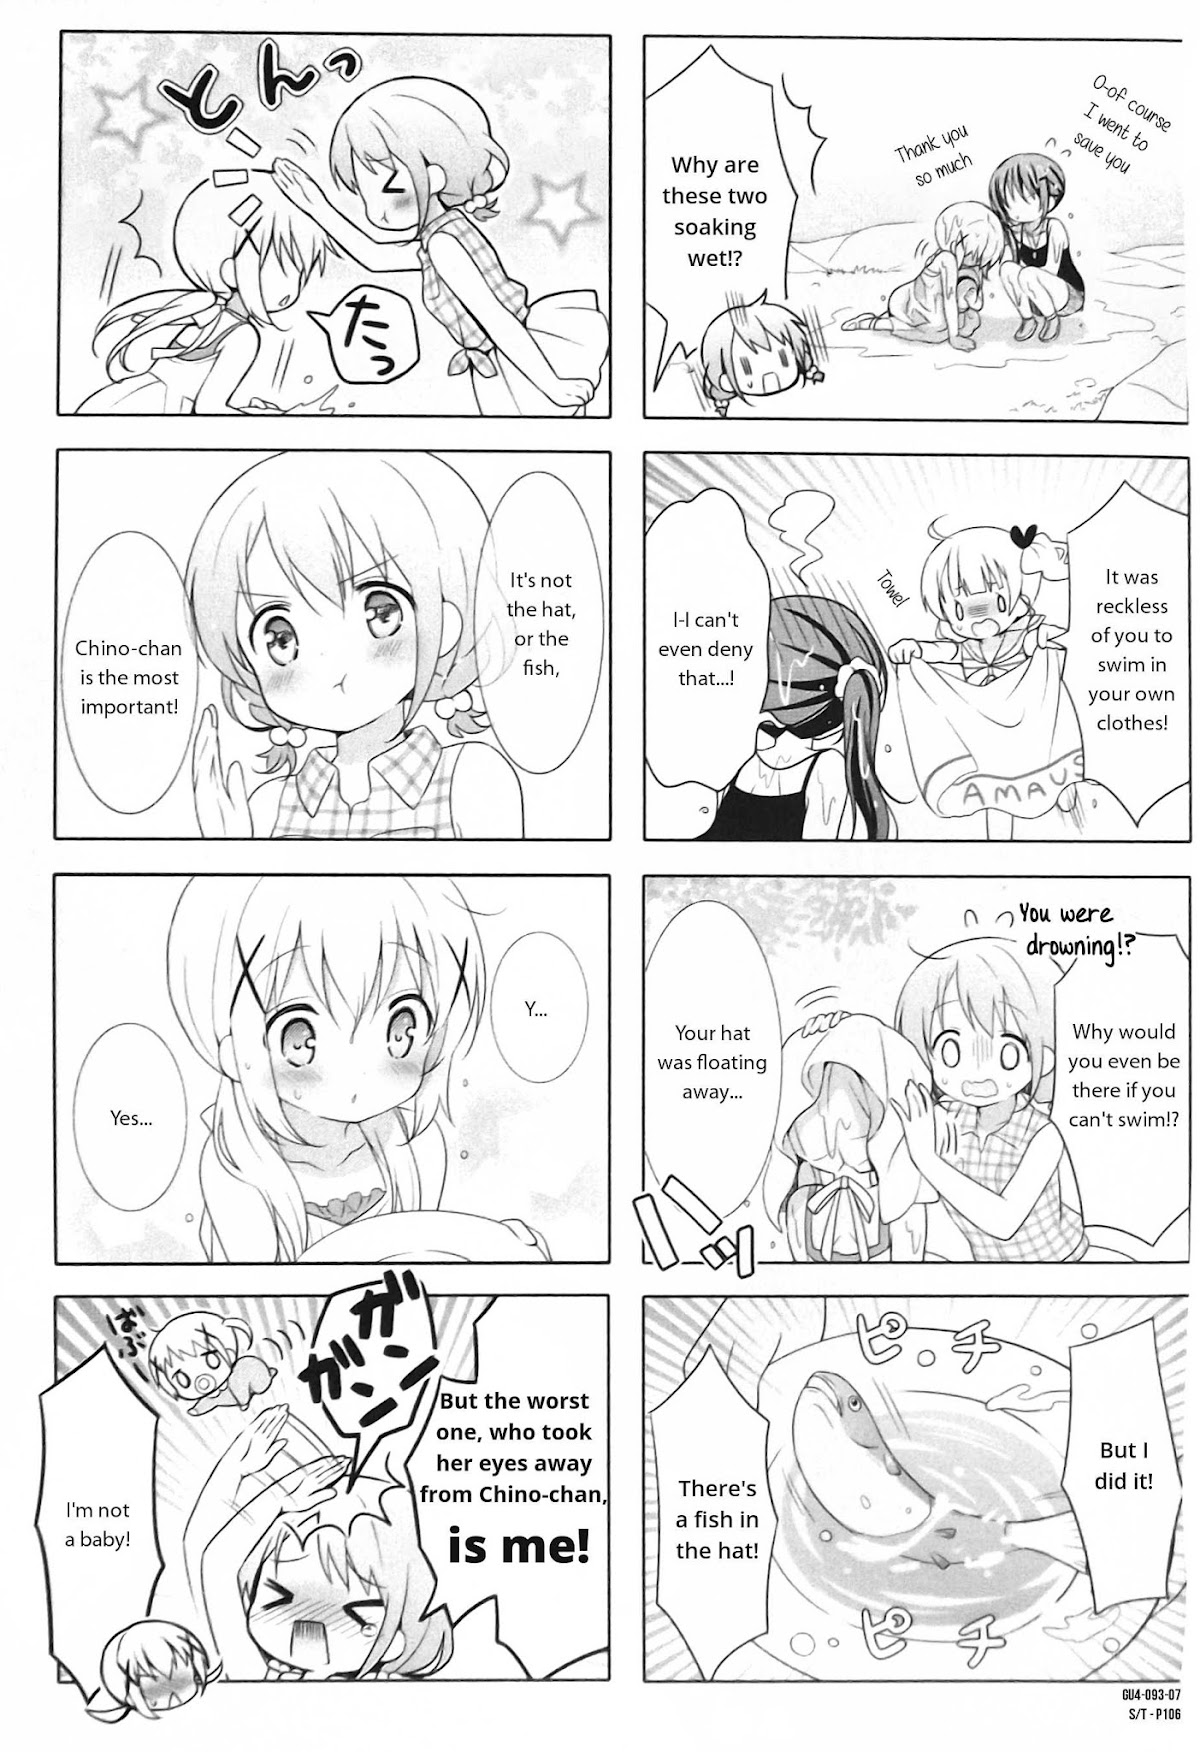 Why are
these two
soaking
wet!?
Thank you
so much
O-of course
I went to
save you
It was
reckless
of you to
swim in
your own
clothes!
Towel
AMAUS
I-I can't
even deny
that...!
You were
drowning!?
Why would
you even be
there if you
can't swim!?
Your hat
was floating
away...
バッ
But I
did it!
ピチ
There's
a fish in
the hat!
ピチ
とんっ
たっ
It's not
the hat,
or the
fish,
Chino-chan
is the most
important!
Y...
Yes...
But the worst
one, who took
her eyes away
from Chino-chan,
is me!
ガン
ガン
ばぶ
I'm not
a baby!
GU4-093-07
S/T - P106